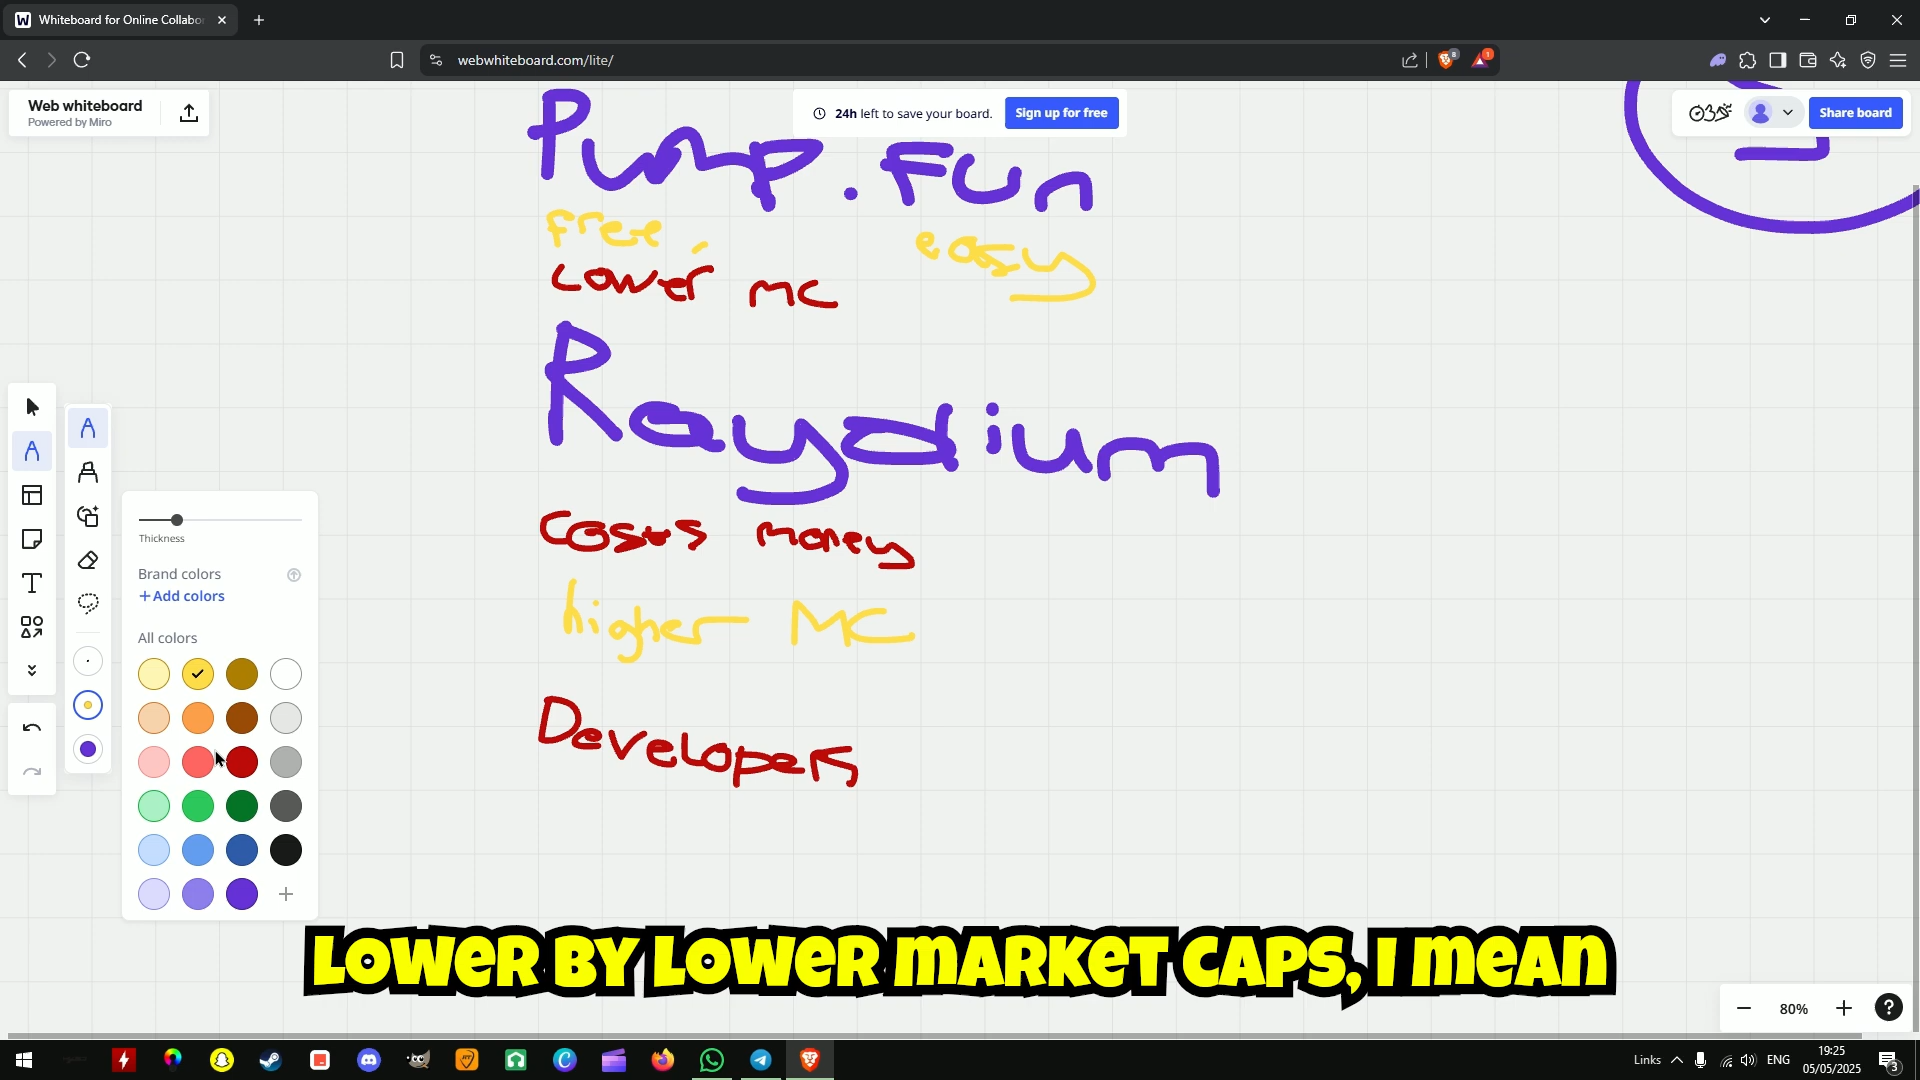 Whiteboard for Online Collabo
webwhiteboard.com/lite/
8
1
Web whiteboard
Powered by Miro
24h left to save your board.
Sign up for free
Share board
Pump.Fun
free, easy
Lower MC
Raydium
Costs money
higher MC
Developers
Thickness
Brand colors
+Add colors
All colors
LOWER BY LOWER MARKET CAPS, I MEAN
80%
?
Links
ENG
19:25
05/05/2025
3